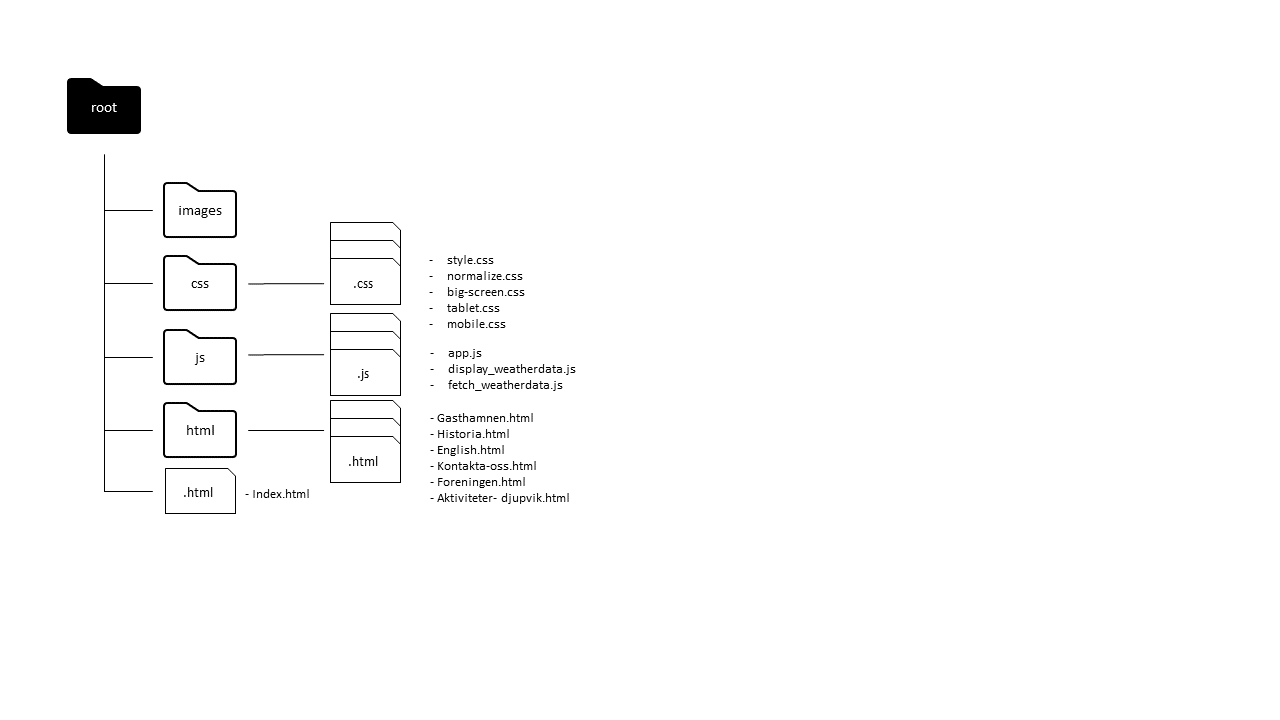 root
images
css
.css
- style.css
- normalize.css
- big-screen.css
- tablet.css
- mobile.css
js
.js
- app.js
- display_weatherdata.js
- fetch_weatherdata.js
html
.html
- Gasthamnen.html
- Historia.html
- English.html
- Kontakta-oss.html
- Foreningen.html
- Aktiviteter- djupvik.html
.html
- Index.html